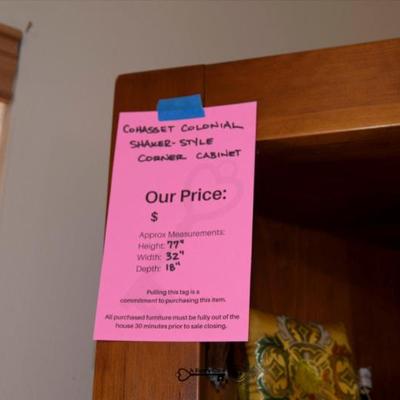 COHASSET COLONIAL
SHAKER-STYLE
CORNER CABINET
Our Price:
$
Approx Measurements:
Height: 77"
Width: 32"
Depth: 18"
Pulling this tag is a
commitment to purchasing this item.
All purchased furniture must be fully out of the
house 30 minutes prior to sale closing.